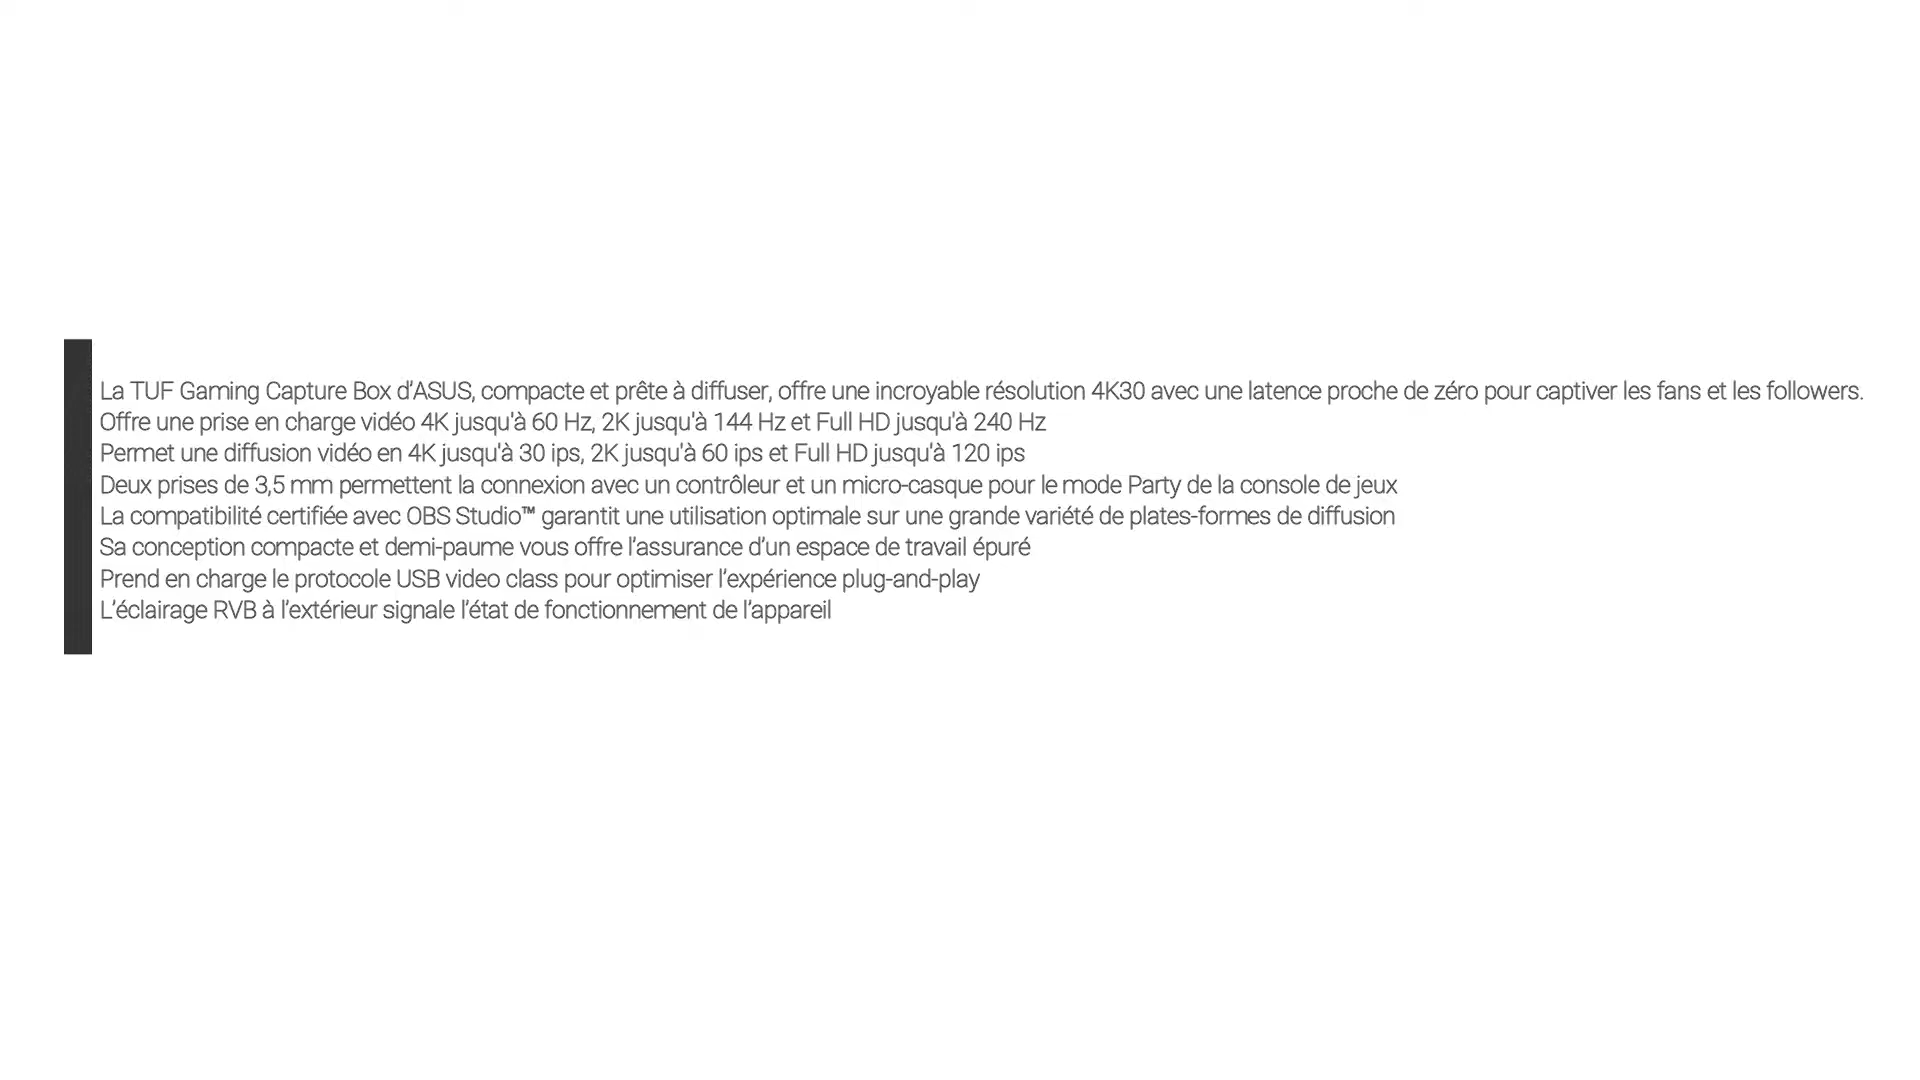 La TUF Gaming Capture Box d’ASUS, compacte et prête à diffuser, offre une incroyable résolution 4K30 avec une latence proche de zéro pour captiver les fans et les followers.
Offre une prise en charge vidéo 4K jusqu'à 60 Hz, 2K jusqu'à 144 Hz et Full HD jusqu'à 240 Hz
Permet une diffusion vidéo en 4K jusqu'à 30 ips, 2K jusqu'à 60 ips et Full HD jusqu'à 120 ips
Deux prises de 3,5 mm permettent la connexion avec un contrôleur et un micro-casque pour le mode Party de la console de jeux
La compatibilité certifiée avec OBS Studio™ garantit une utilisation optimale sur une grande variété de plates-formes de diffusion
Sa conception compacte et demi-paume vous offre l’assurance d’un espace de travail épuré
Prend en charge le protocole USB video class pour optimiser l’expérience plug-and-play
L’éclairage RVB à l’extérieur signale l’état de fonctionnement de l’appareil